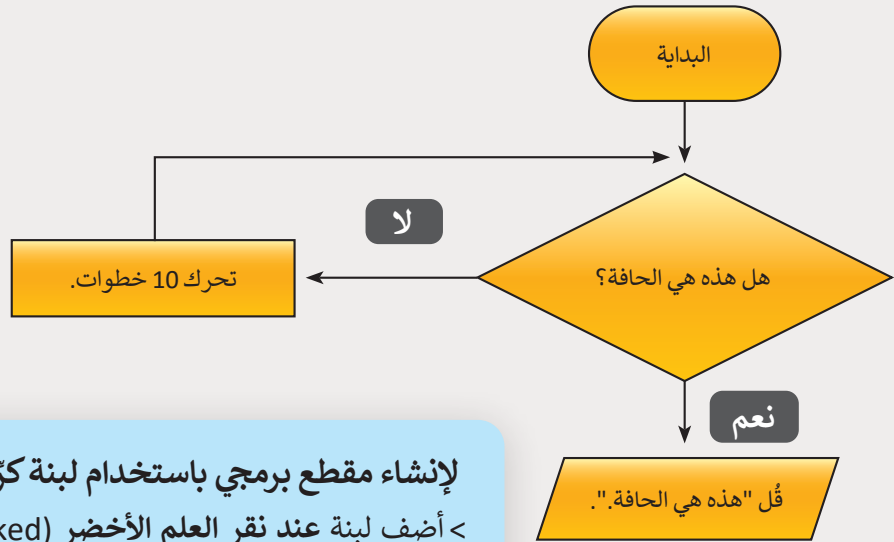 البداية
هل هذه هي الحافة؟
لا
تحرك 10 خطوات.
نعم
قُل "هذه هي الحافة.".
لإنشاء مقطع برمجي باستخدام لبنة
> أضف لبنة عند نقر العلم الأخضر